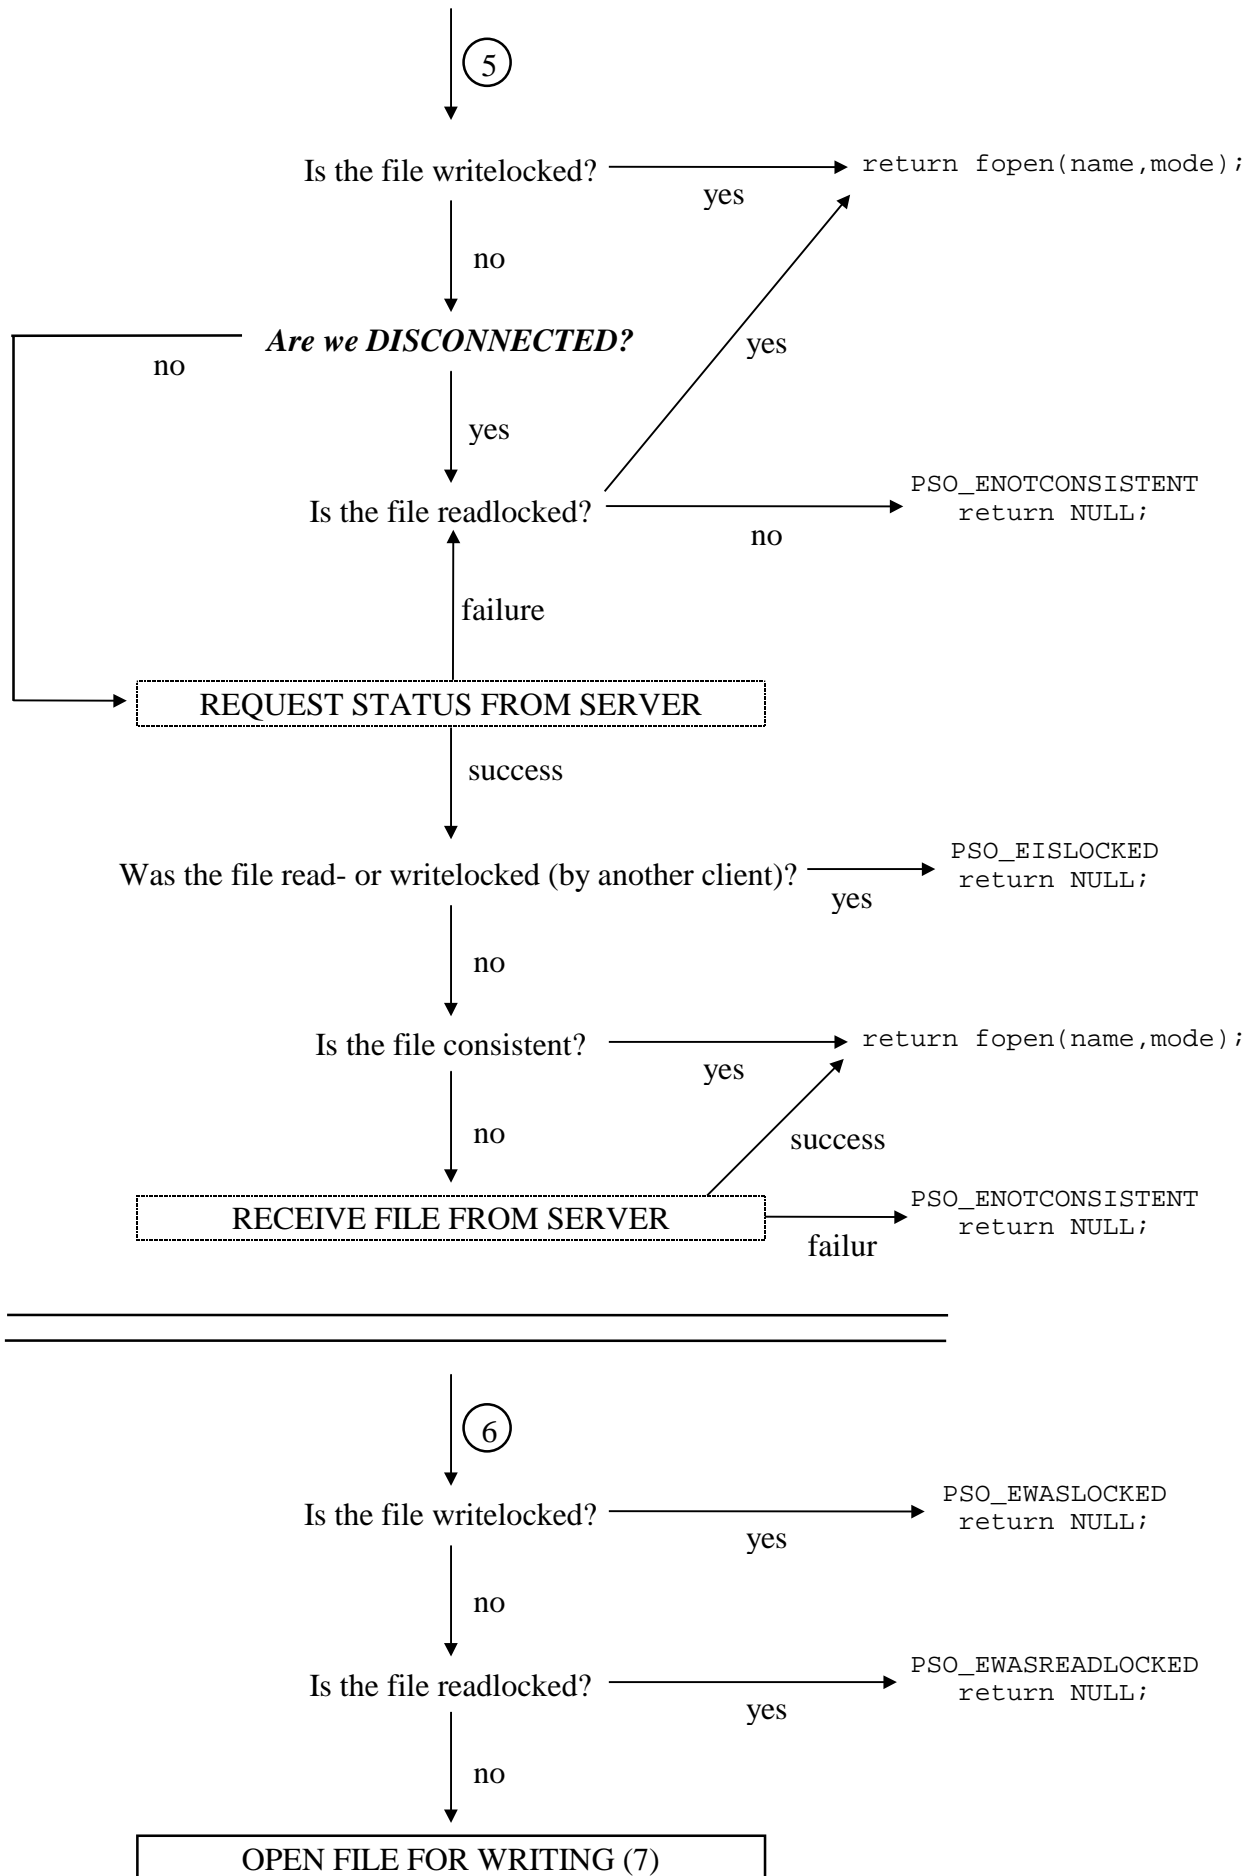 5
Is the file writelocked?
yes
return fopen(name,mode);
no
Are we DISCONNECTED?
no
yes
yes
Is the file readlocked?
no
PSO_ENOTCONSISTENT
return NULL;
failure
REQUEST STATUS FROM SERVER
success
Was the file read- or writelocked (by another client)?
yes
PSO_EISLOCKED
return NULL;
no
Is the file consistent?
yes
return fopen(name,mode);
no
success
RECEIVE FILE FROM SERVER
failur
PSO_ENOTCONSISTENT
return NULL;
6
Is the file writelocked?
yes
PSO_EWASLOCKED
return NULL;
no
Is the file readlocked?
yes
PSO_EWASREADLOCKED
return NULL;
no
OPEN FILE FOR WRITING (7)